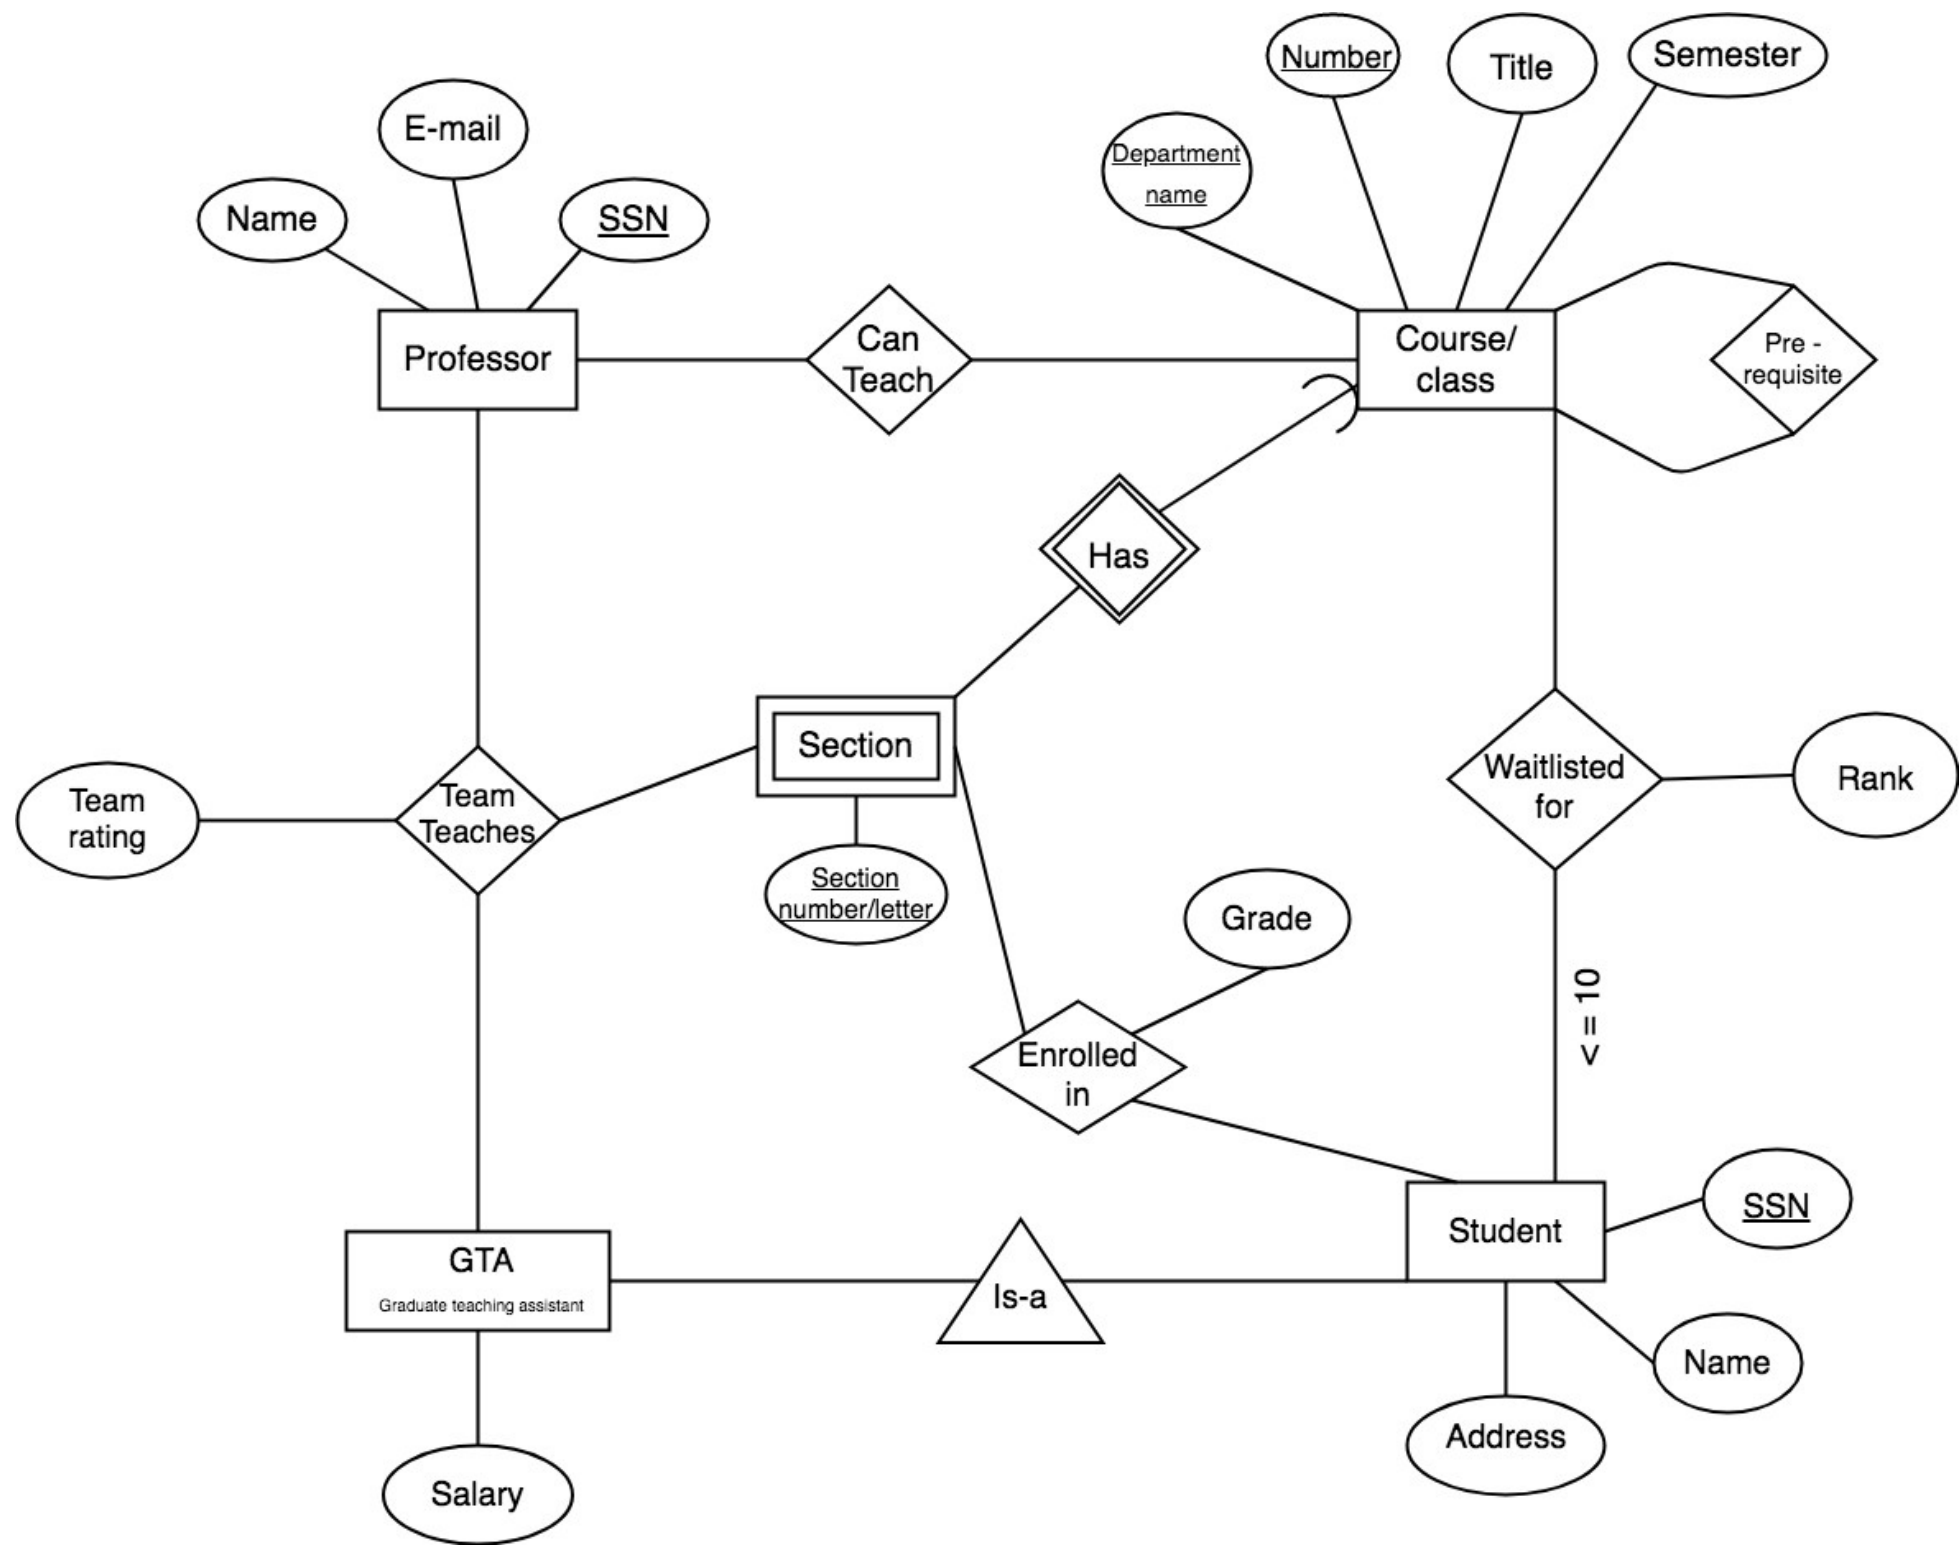 Number
Title
Semester
E-mail
Department
name
Name
SSN
Professor
Can
Teach
Course/
class
Pre -
requisite
Has
Section
Waitlisted
for
Rank
Team
rating
Team
Teaches
Section
number/letter
Grade
< = 10
Enrolled
in
SSN
Student
GTA
Graduate teaching assistant
Is-a
Name
Address
Salary